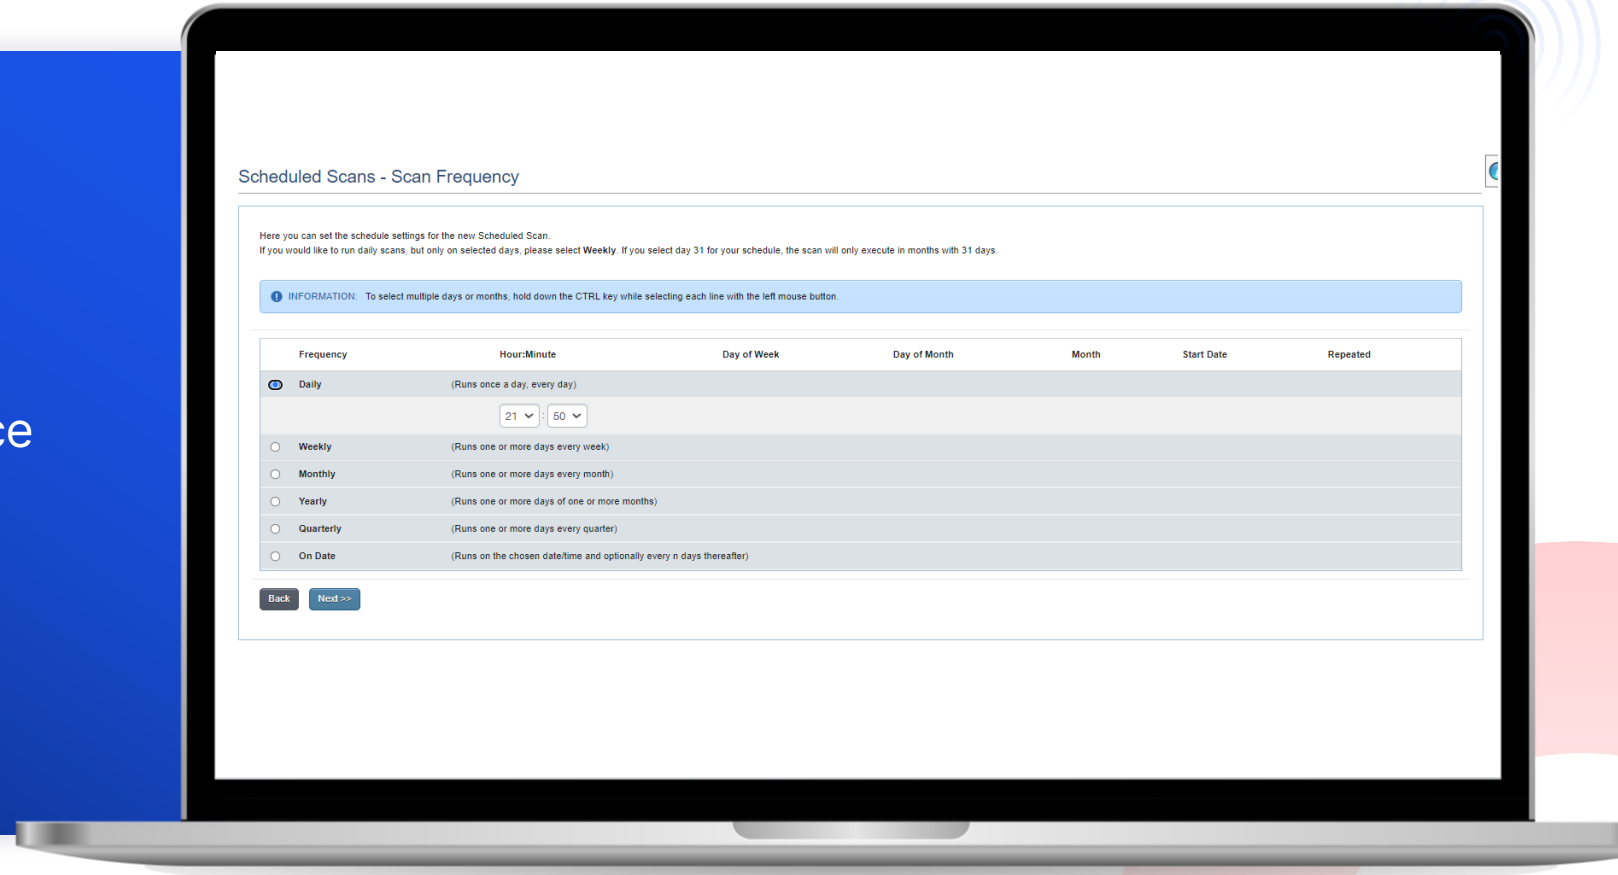 Scheduled Scans - Scan Frequency
Here you can set the schedule settings for the new Scheduled Scan.
If you would like to run daily scans, but only on selected days, please select Weekly. If you select day 31 for your schedule, the scan will only execute in months with 31 days.
INFORMATION: To select multiple days or months, hold down the CTRL key while selecting each line with the left mouse button.
Frequency Hour:Minute Day of Week Day of Month Month Start Date Repeated
Daily (Runs once a day, every day)
21 : 50
Weekly (Runs one or more days every week)
Monthly (Runs one or more days every month)
Yearly (Runs one or more days of one or more months)
Quarterly (Runs one or more days every quarter)
On Date (Runs on the chosen date/time and optionally every n days thereafter)
Back Next >>